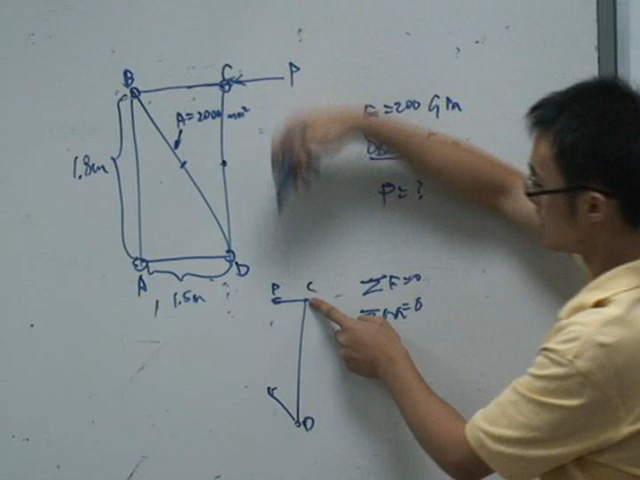 B
C
P
A=2000 mm²
1.8m
A
D
1.5m
E=200 GPa
P=?
P
C
ΣF=0
ΣM=0
D